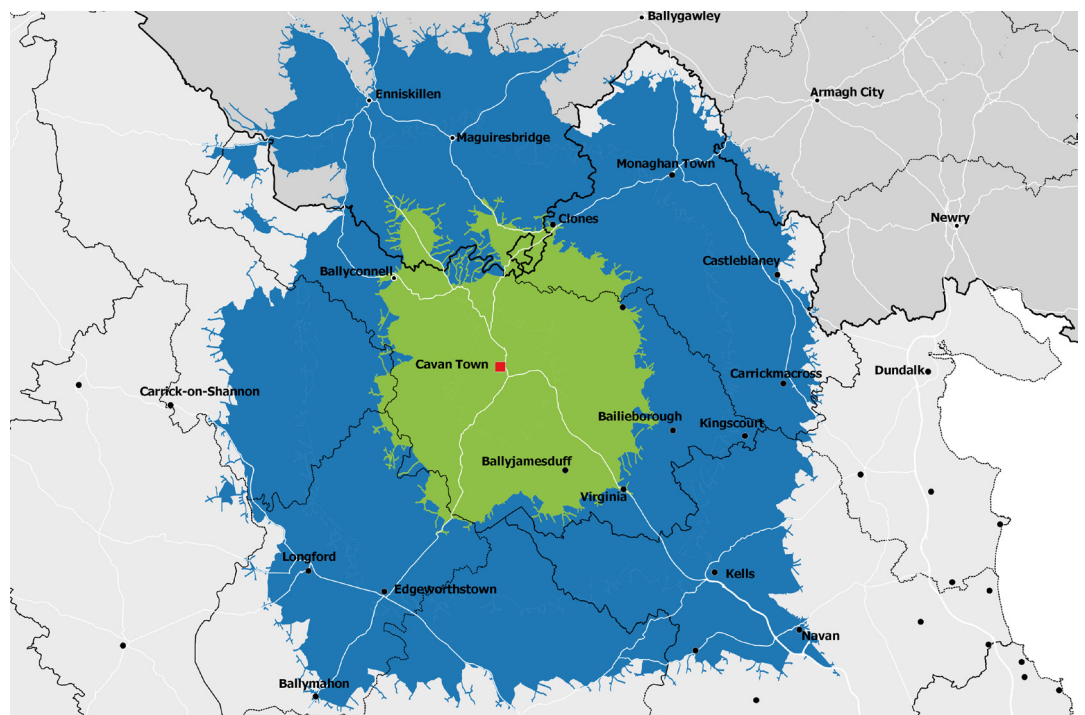 Ballygawley
Enniskillen
Armagh City
Maguiresbridge
Monaghan Town
Clones
Newry
Castleblaney
Ballyconnell
Cavan Town
Dundalk
Carrickmacross
Carrick-on-Shannon
Bailieborough
Kingscourt
Ballyjamesduff
Virginia
Longford
Kells
Edgeworthstown
Navan
Ballymahon